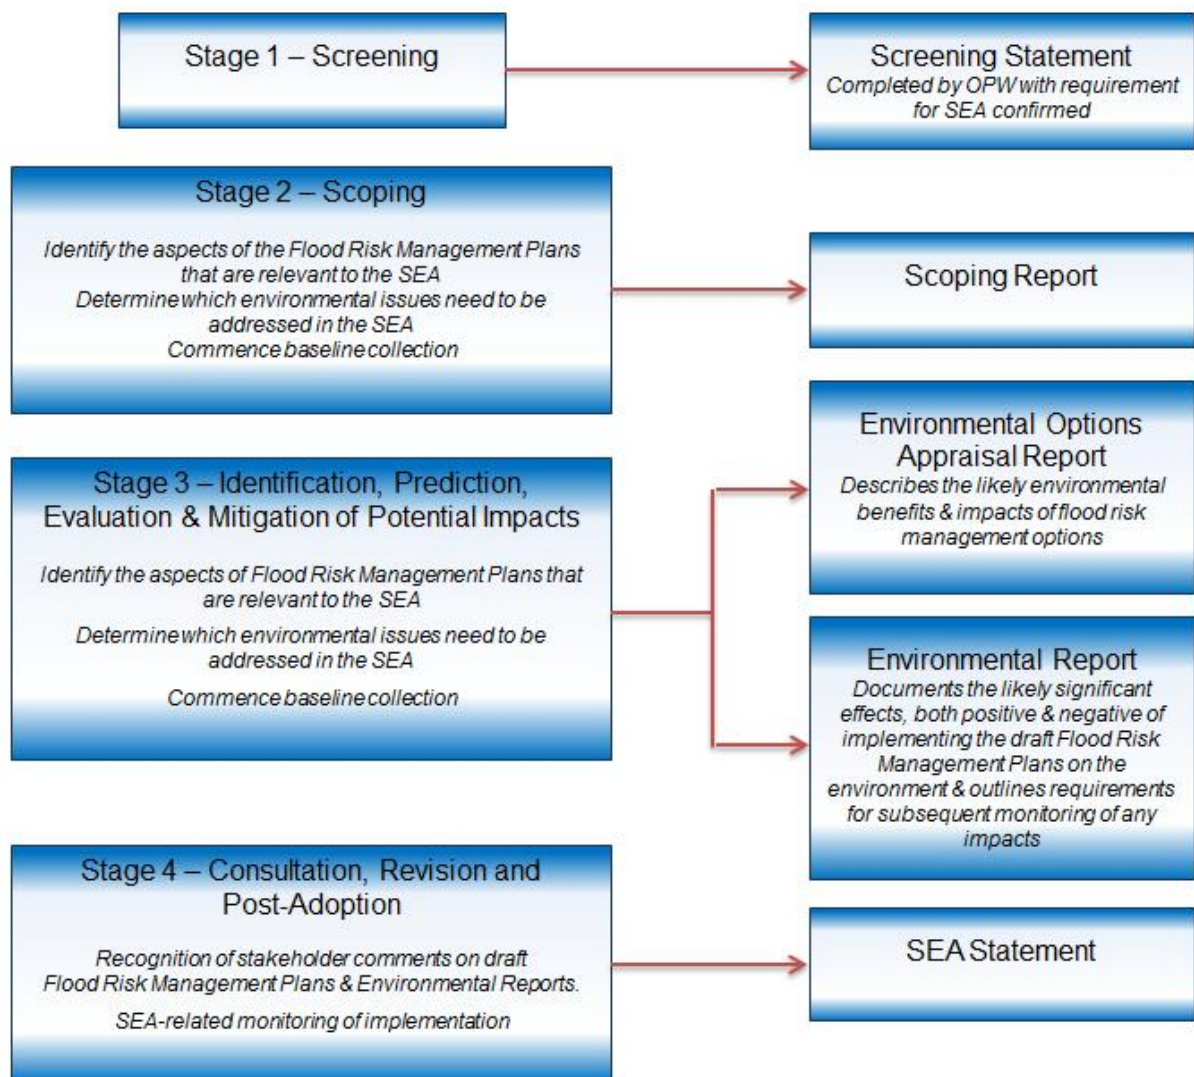 Stage 1 – Screening
Screening Statement
Completed by OPW with requirement
for SEA confirmed
Stage 2 – Scoping
Identify the aspects of the Flood Risk Management Plans
that are relevant to the SEA
Determine which environmental issues need to be
addressed in the SEA
Commence baseline collection
Scoping Report
Stage 3 – Identification, Prediction,
Evaluation & Mitigation of Potential Impacts
Identify the aspects of Flood Risk Management Plans that
are relevant to the SEA
Determine which environmental issues need to be
addressed in the SEA
Commence baseline collection
Environmental Options
Appraisal Report
Describes the likely environmental
benefits & impacts of flood risk
management options
Environmental Report
Documents the likely significant
effects, both positive & negative of
implementing the draft Flood Risk
Management Plans on the
environment & outlines requirements
for subsequent monitoring of any
impacts
Stage 4 – Consultation, Revision and
Post-Adoption
Recognition of stakeholder comments on draft
Flood Risk Management Plans & Environmental Reports.
SEA-related monitoring of implementation
SEA Statement